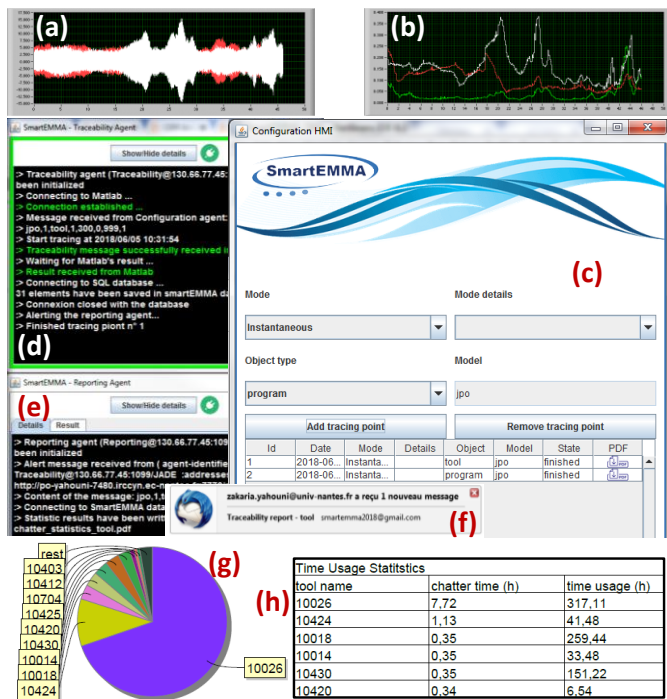 (a)
(b)
SmartEMMA - Traceability Agent
Show/Hide details
> Traceability agent (Traceability@130.66.77.45:
been initialized
> Connecting to Matlab ...
> Connection established ...
> Message received from Configuration agent:
> jpo,1,tool,1,300,0,999,1
> Start tracing at 2018/06/05 10:31:54
> Traceability message successfully received i
> Waiting for Matlab's result ...
> Result received from Matlab
> Connecting to SQL database ...
31 elements have been saved in smartEMMA da
> Connexion closed with the database
> Alerting the reporting agent...
> Finished tracing piont n° 1
(d)
Configuration HMI
SmartEMMA
(c)
Mode
Mode details
Instantaneous
Object type
Model
program
jpo
Add tracing point
Remove tracing point
Id Date Mode Details Object Model State PDF
1 2018-06... Instanta... tool jpo finished
2 2018-06... Instanta... program jpo finished
SmartEMMA - Reporting Agent
(e)
Show/Hide details
Details Result
> Reporting agent (Reporting@130.66.77.45:109
been initialized
> Alert message received from ( agent-identifie
Traceability@130.66.77.45:1099/JADE :addresse
http://po-yahouni-7480.irccyn.ec-
> Content of the message: jpo,1,t
> Connecting to SmartEMMA data
> Statistic results have been writ
chatter_statistics_tool.pdf
zakaria.yahouni@univ-nantes.fr a reçu 1 nouveau message
Traceability report - tool smartemma2018@gmail.com
(f)
(g)
rest
10403
10412
10704
10425
10420
10430
10014
10018
10424
10026
(h)
Time Usage Statitstics
tool name chatter time (h) time usage (h)
10026 7,72 317,11
10424 1,13 41,48
10018 0,35 259,44
10014 0,35 33,48
10430 0,35 151,22
10420 0,34 6,54